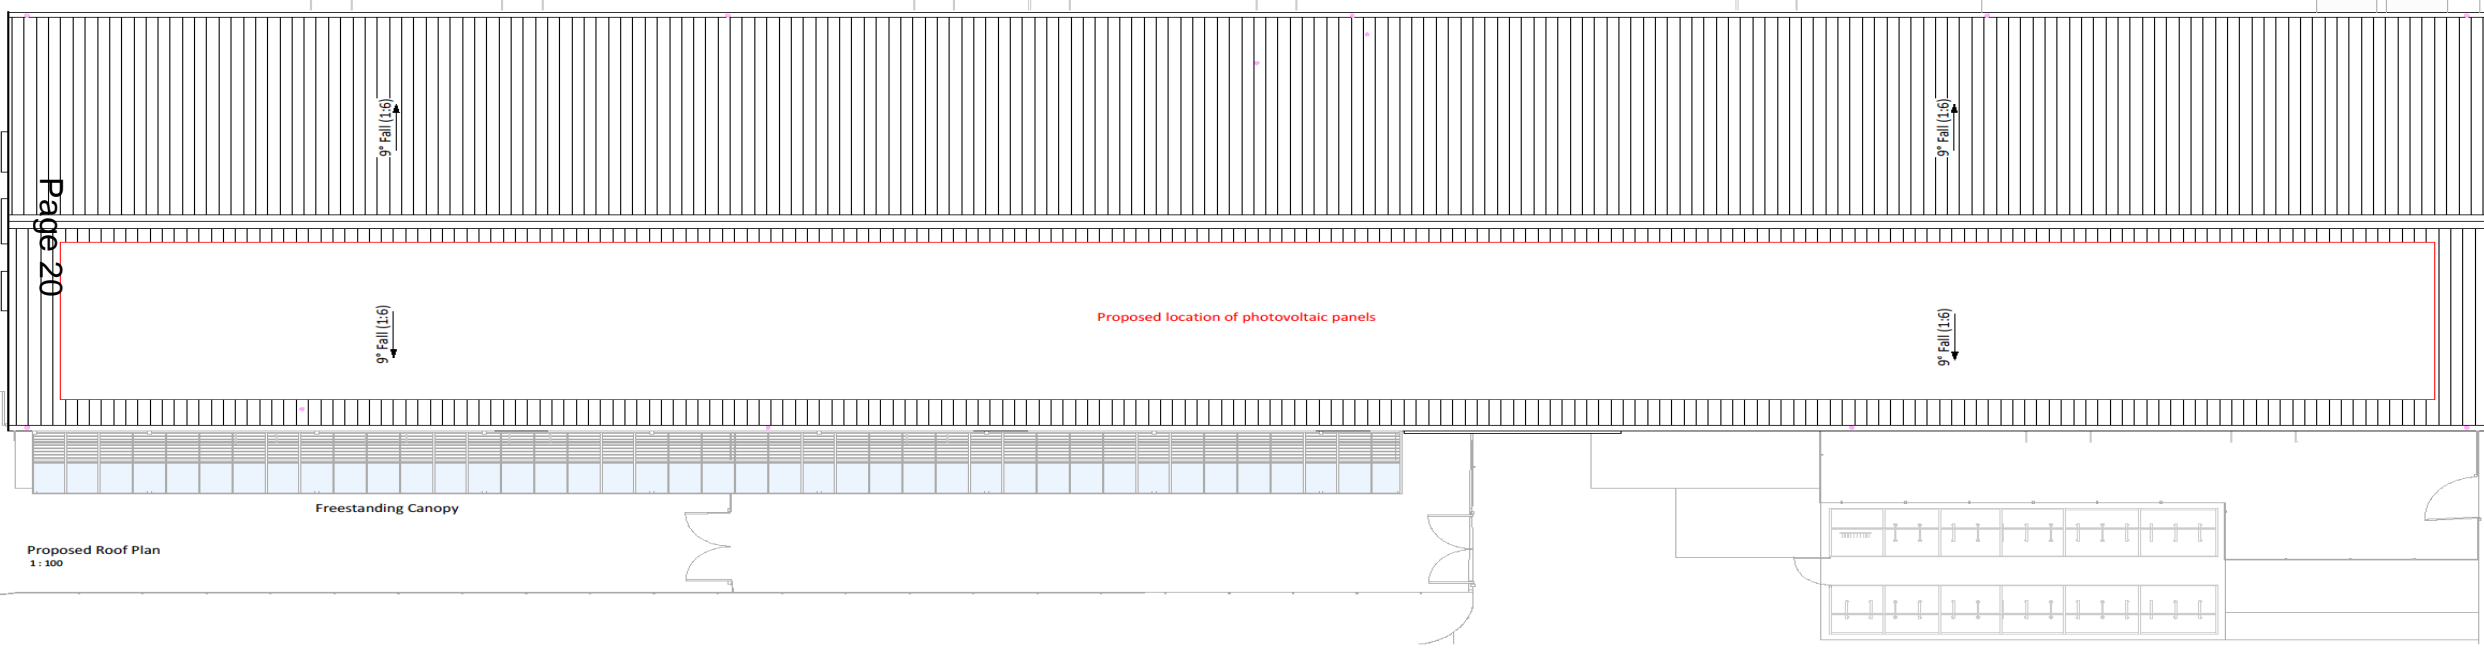 9° Fall (1:6)
9° Fall (1:6)
Page 20
Proposed location of photovoltaic panels
9° Fall (1:6)
9° Fall (1:6)
Freestanding Canopy
Proposed Roof Plan
1 : 100